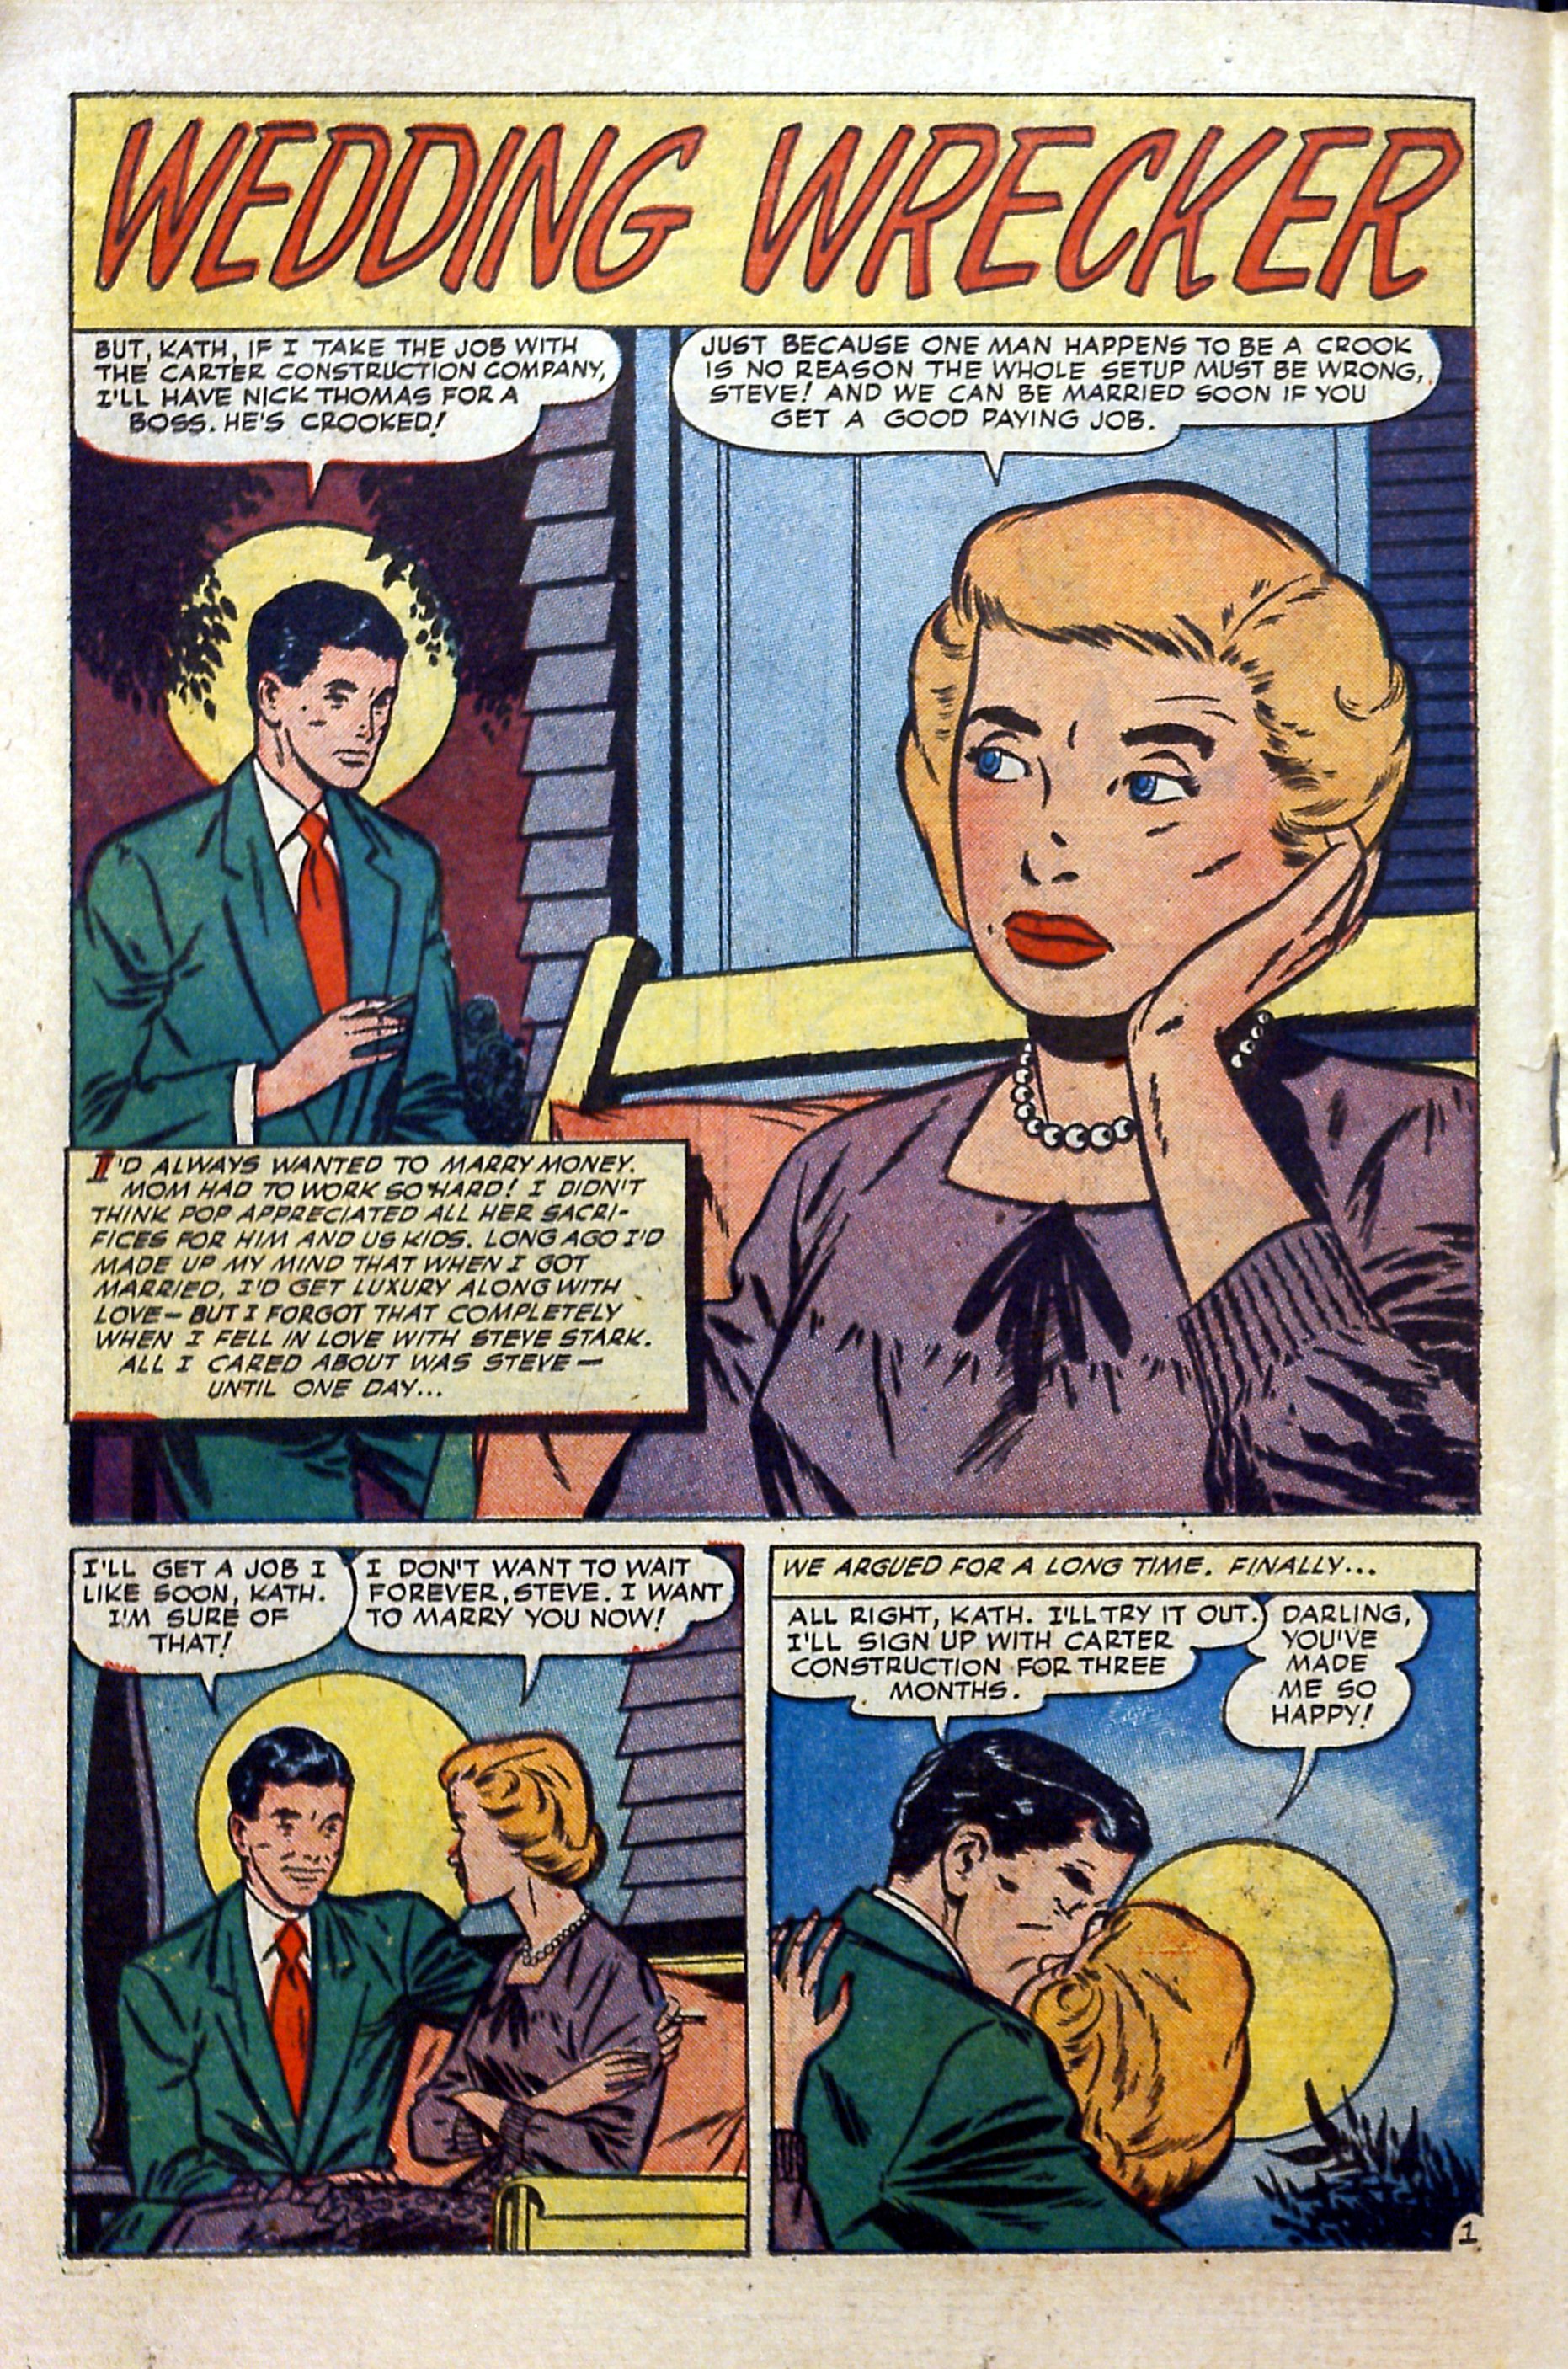 WEDDING WRECKER
BUT, KATH, IF I TAKE THE JOB WITH
THE CARTER CONSTRUCTION COMPANY,
I'LL HAVE NICK THOMAS FOR A
BOSS. HE'S CROOKED!
JUST BECAUSE ONE MAN HAPPENS TO BE A CROOK
IS NO REASON THE WHOLE SETUP MUST BE WRONG,
STEVE! AND WE CAN BE MARRIED SOON IF YOU
GET A GOOD PAYING JOB.
I'D ALWAYS WANTED TO MARRY MONEY.
MOM HAD TO WORK SO HARD! I DIDN'T
THINK POP APPRECIATED ALL HER SACRI-
FICES FOR HIM AND US KIDS. LONG AGO I'D
MADE UP MY MIND THAT WHEN I GOT
MARRIED, I'D GET LUXURY ALONG WITH
LOVE— BUT I FORGOT THAT COMPLETELY
WHEN I FELL IN LOVE WITH STEVE STARK.
ALL I CARED ABOUT WAS STEVE—
UNTIL ONE DAY...
I'LL GET A JOB I
LIKE SOON, KATH.
I'M SURE OF
THAT!
I DON'T WANT TO WAIT
FOREVER, STEVE. I WANT
TO MARRY YOU NOW!
WE ARGUED FOR A LONG TIME. FINALLY...
ALL RIGHT, KATH. I'LL TRY IT OUT.
I'LL SIGN UP WITH CARTER
CONSTRUCTION FOR THREE
MONTHS.
DARLING,
YOU'VE
MADE
ME SO
HAPPY!
1